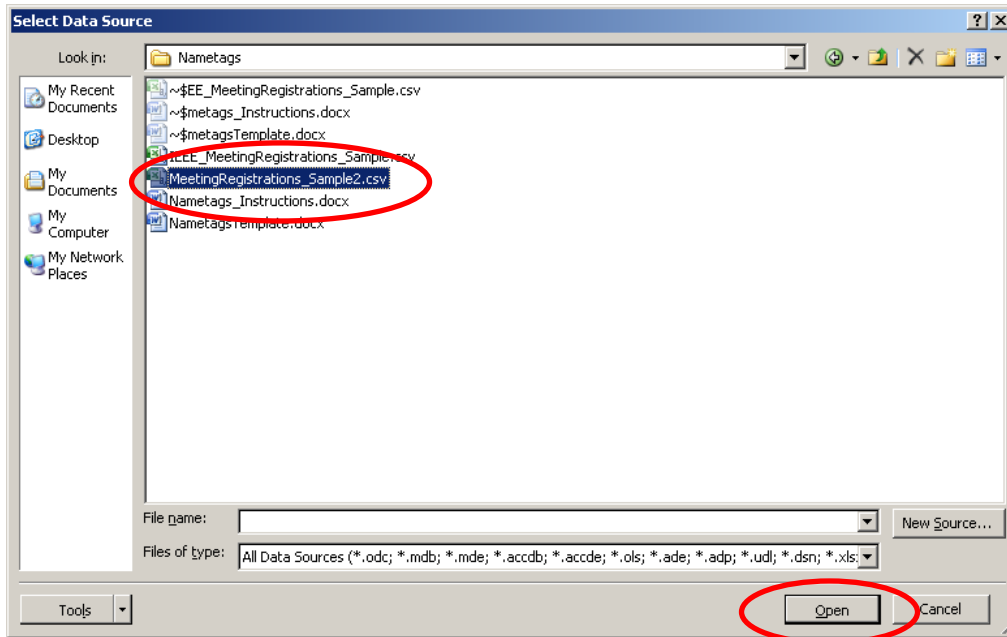 Select Data Source
Look in:
Nametags
My Recent
Documents
Desktop
My
Documents
My
Computer
My Network
Places
~$EE_MeetingRegistrations_Sample.csv
~$metags_Instructions.docx
~$metagsTemplate.docx
IEEE_MeetingRegistrations_Sample.csv
MeetingRegistrations_Sample2.csv
Nametags_Instructions.docx
NametagsTemplate.docx
File name:
New Source...
Files of type:
All Data Sources (*.odc; *.mdb; *.mde; *.accdb; *.accde; *.ols; *.ade; *.adp; *.udl; *.dsn; *.xls;
Tools
Open
Cancel